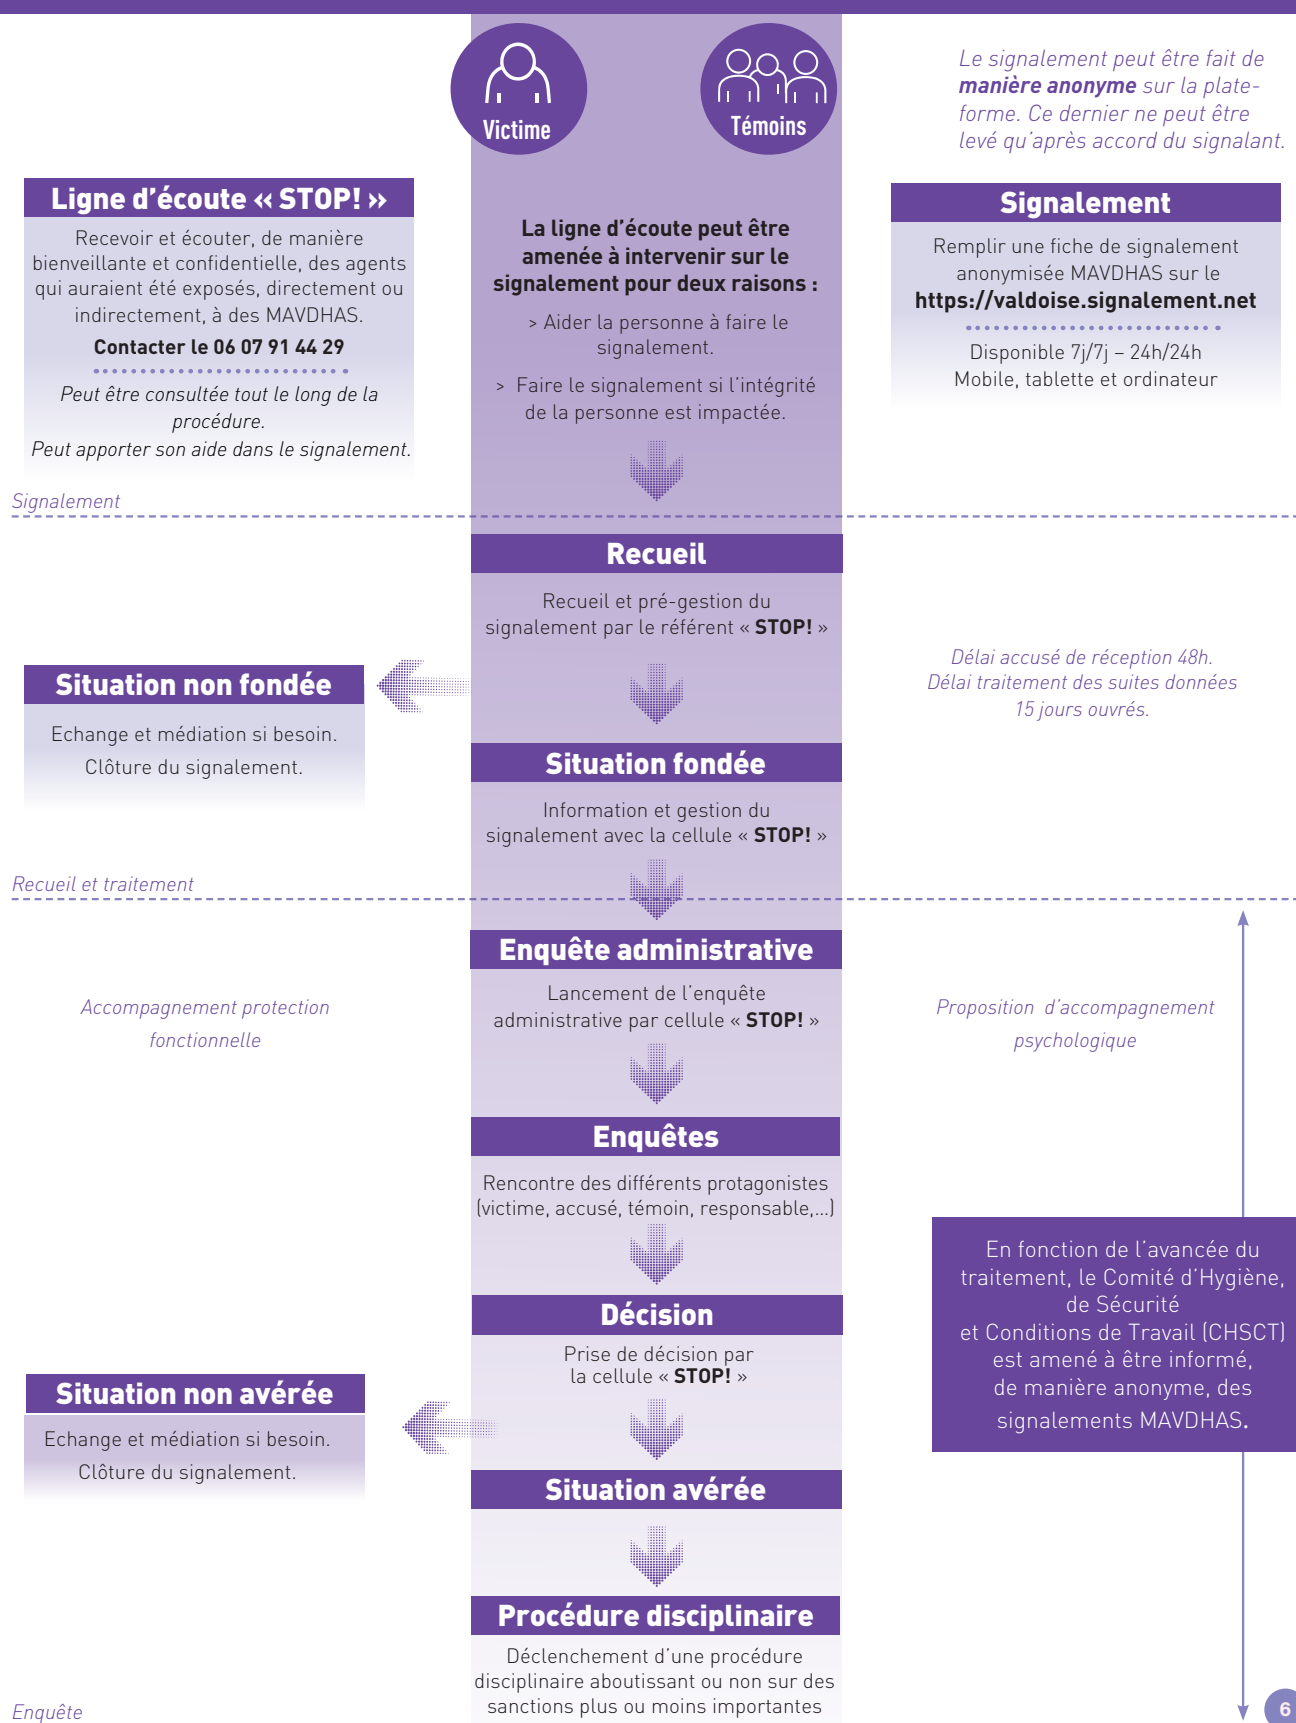 Victime
Témoins
Le signalement peut être fait de
manière anonyme sur la plate-
forme. Ce dernier ne peut être
levé qu'après accord du signalant.
Ligne d'écoute « STOP! »
Recevoir et écouter, de manière
bienveillante et confidentielle, des agents
qui auraient été exposés, directement ou
indirectement, à des MAVDHAS.
Contacter le 06 07 91 44 29
Peut être consultée tout le long de la
procédure.
Peut apporter son aide dans le signalement.
La ligne d'écoute peut être
amenée à intervenir sur le
signalement pour deux raisons :
> Aider la personne à faire le
signalement.
> Faire le signalement si l'intégrité
de la personne est impactée.
Signalement
Remplir une fiche de signalement
anonymisée MAVDHAS sur le
https://valdoise.signalement.net
Disponible 7j/7j – 24h/24h
Mobile, tablette et ordinateur
Signalement
Recueil
Recueil et pré-gestion du
signalement par le référent « STOP! »
Situation non fondée
Echange et médiation si besoin.
Clôture du signalement.
Délai accusé de réception 48h.
Délai traitement des suites données
15 jours ouvrés.
Situation fondée
Information et gestion du
signalement avec la cellule « STOP! »
Recueil et traitement
Enquête administrative
Lancement de l'enquête
administrative par cellule « STOP! »
Accompagnement protection
fonctionnelle
Proposition d'accompagnement
psychologique
Enquêtes
Rencontre des différents protagonistes
(victime, accusé, témoin, responsable,...)
En fonction de l'avancée du
traitement, le Comité d'Hygiène,
de Sécurité
et Conditions de Travail (CHSCT)
est amené à être informé,
de manière anonyme, des
signalements MAVDHAS.
Décision
Prise de décision par
la cellule « STOP! »
Situation non avérée
Echange et médiation si besoin.
Clôture du signalement.
Situation avérée
Procédure disciplinaire
Déclenchement d'une procédure
disciplinaire aboutissant ou non sur des
sanctions plus ou moins importantes
Enquête
6